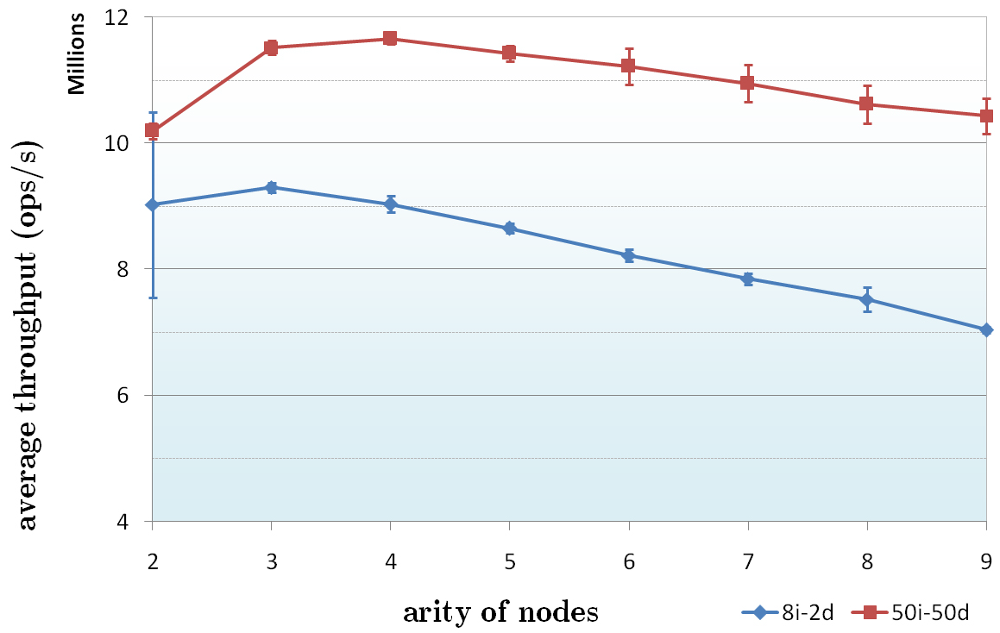 Millions
average throughput (ops/s)
12
10
8
6
4
2 3 4 5 6 7 8 9
arity of nodes
8i-2d 50i-50d